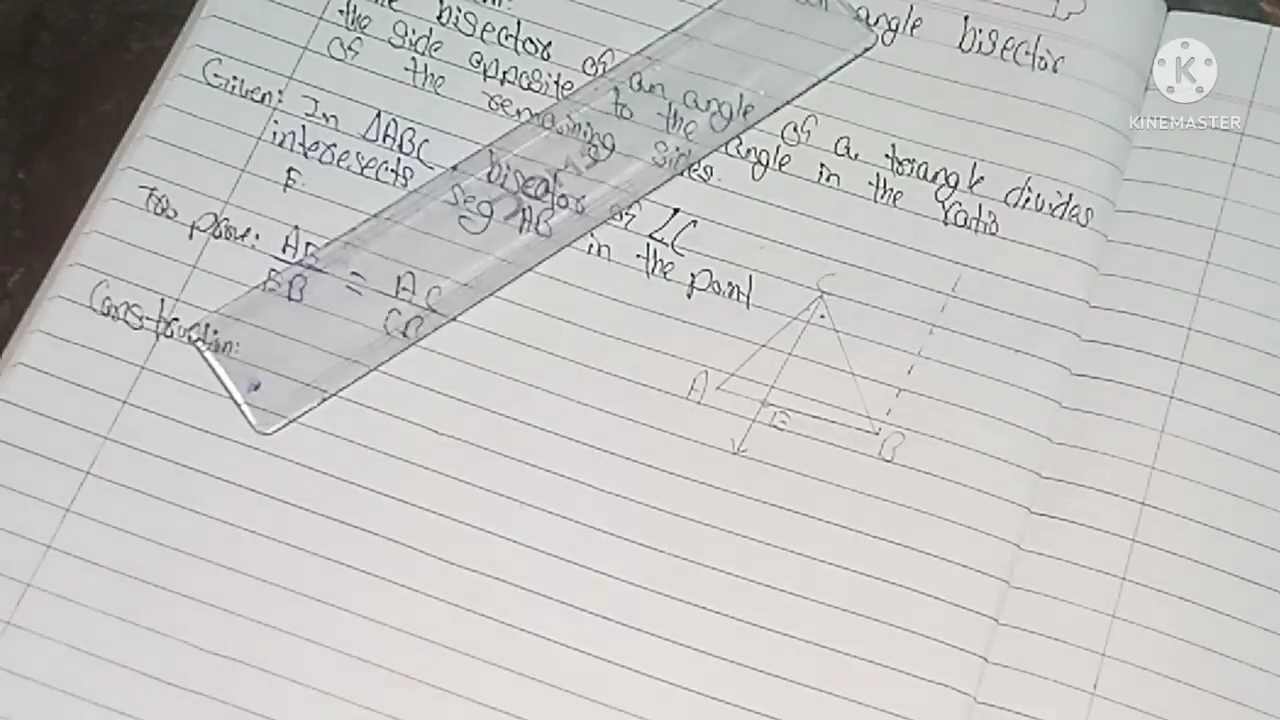 angle bisector
bisector of an angle of a triangle divides
the side opposite to the angle in the ratio
of the remaining sides.
Given: In ΔABC bisector of ∠C
interesects seg AB in the point
E.
To prove: AE/EB = AC/CB
Construction:
C
A
E
B
K
KINEMASTER